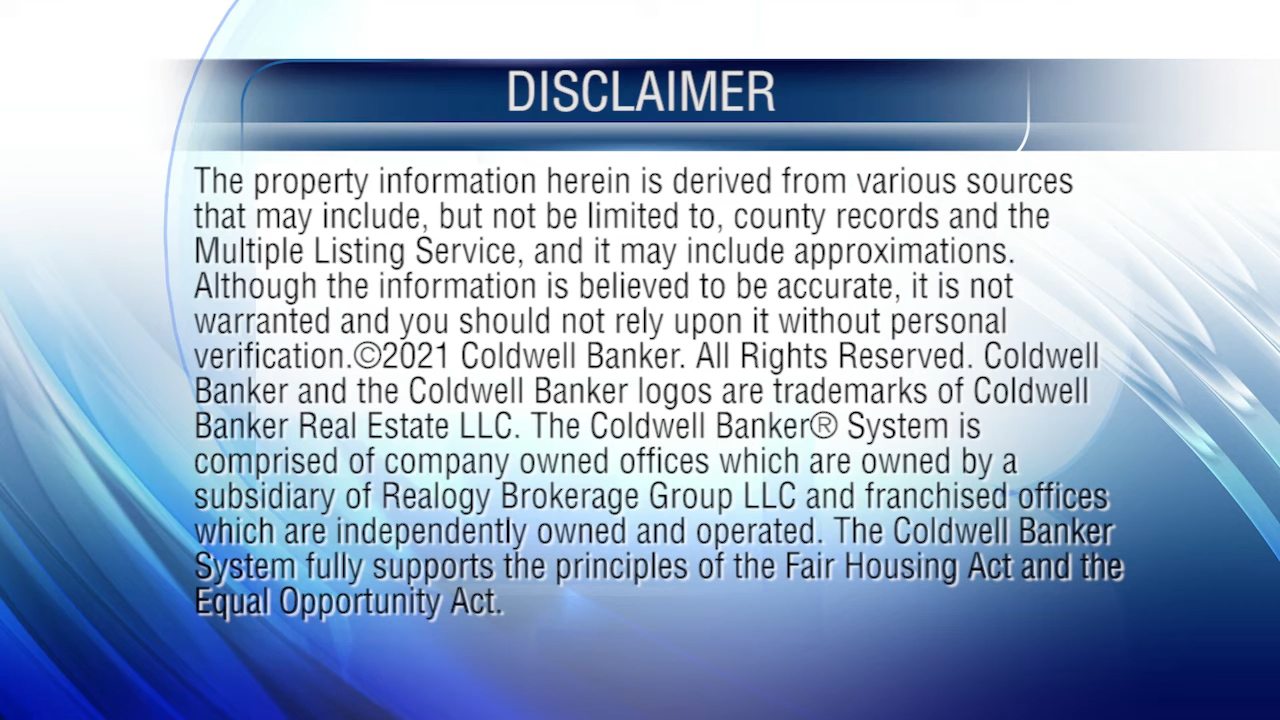 DISCLAIMER
The property information herein is derived from various sources
that may include, but not be limited to, county records and the
Multiple Listing Service, and it may include approximations.
Although the information is believed to be accurate, it is not
warranted and you should not rely upon it without personal
verification.©2021 Coldwell Banker. All Rights Reserved. Coldwell
Banker and the Coldwell Banker logos are trademarks of Coldwell
Banker Real Estate LLC. The Coldwell Banker® System is
comprised of company owned offices which are owned by a
subsidiary of Realogy Brokerage Group LLC and franchised offices
which are independently owned and operated. The Coldwell Banker
System fully supports the principles of the Fair Housing Act and the
Equal Opportunity Act.